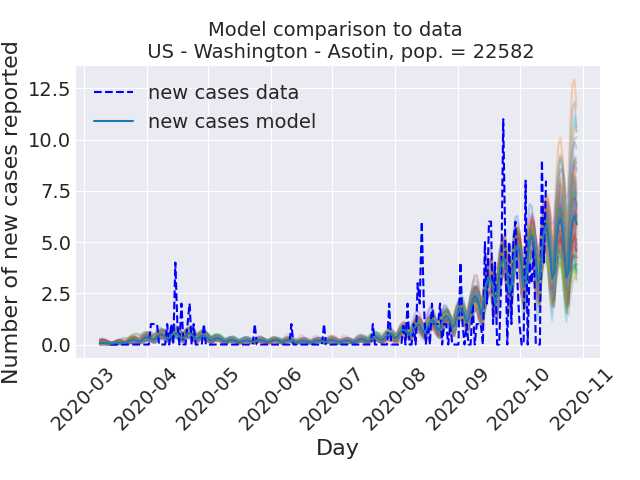 Model comparison to data
US - Washington - Asotin, pop. = 22582
Number of new cases reported
12.5
10.0
7.5
5.0
2.5
0.0
new cases data
new cases model
2020-03
2020-04
2020-05
2020-06
2020-07
2020-08
2020-09
2020-10
2020-11
Day